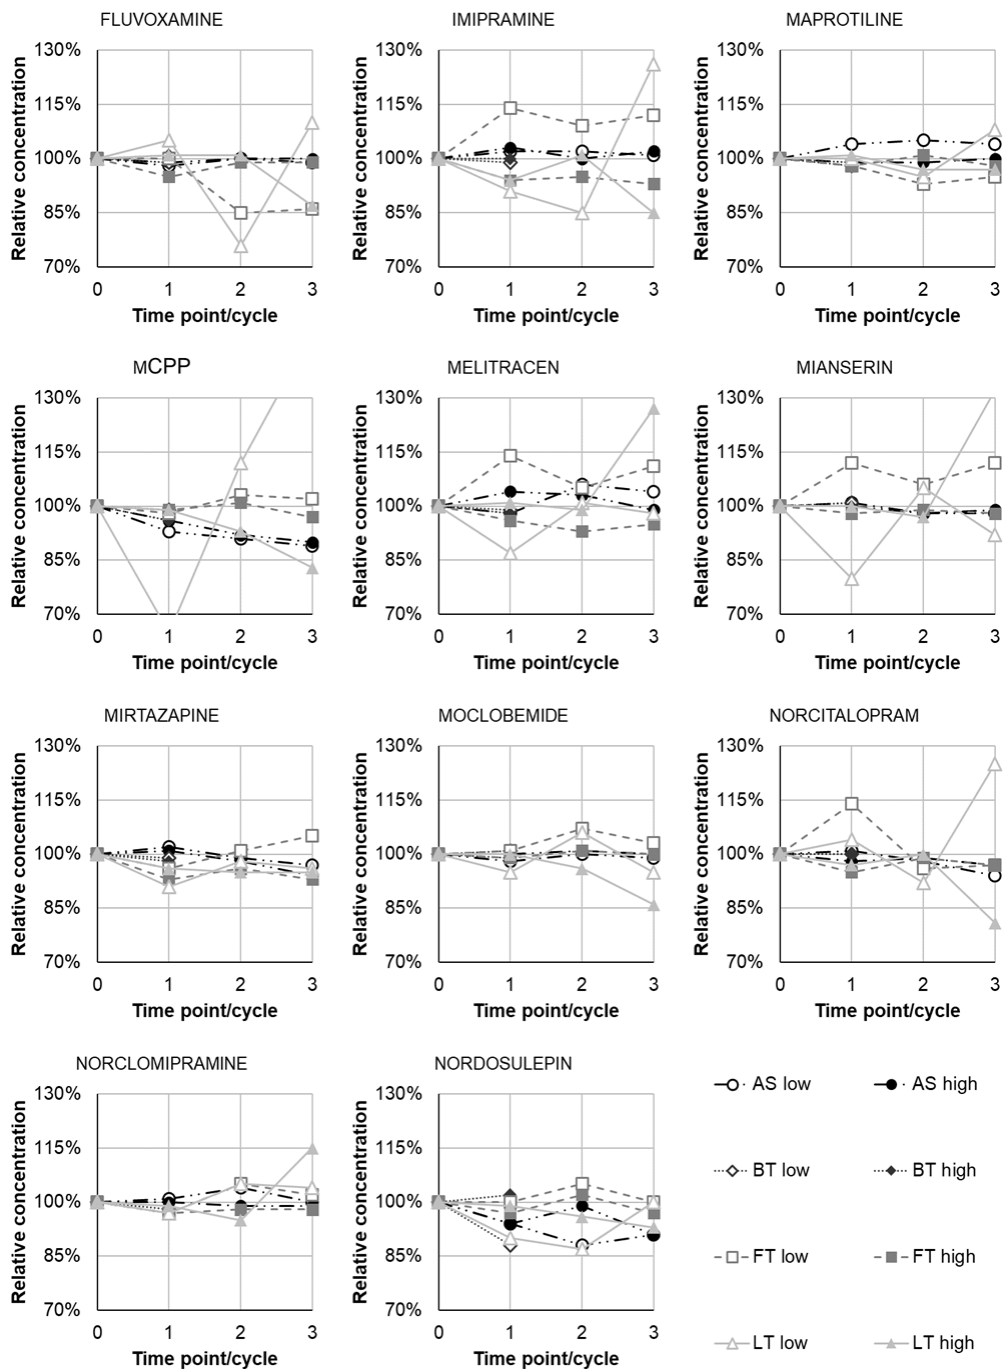 FLUVOXAMINE
130%
115%
100%
85%
70%
0 1 2 3
Relative concentration
Time point/cycle
IMIPRAMINE
130%
115%
100%
85%
70%
0 1 2 3
Relative concentration
Time point/cycle
MAPROTILINE
130%
115%
100%
85%
70%
0 1 2 3
Relative concentration
Time point/cycle
MCPP
130%
115%
100%
85%
70%
0 1 2 3
Relative concentration
Time point/cycle
MELITRACEN
130%
115%
100%
85%
70%
0 1 2 3
Relative concentration
Time point/cycle
MIANSERIN
130%
115%
100%
85%
70%
0 1 2 3
Relative concentration
Time point/cycle
MIRTAZAPINE
130%
115%
100%
85%
70%
0 1 2 3
Relative concentration
Time point/cycle
MOCLOBEMIDE
130%
115%
100%
85%
70%
0 1 2 3
Relative concentration
Time point/cycle
NORCITALOPRAM
130%
115%
100%
85%
70%
0 1 2 3
Relative concentration
Time point/cycle
NORCLOMIPRAMINE
130%
115%
100%
85%
70%
0 1 2 3
Relative concentration
Time point/cycle
NORDOSULEPIN
130%
115%
100%
85%
70%
0 1 2 3
Relative concentration
Time point/cycle
AS low AS high
BT low BT high
FT low FT high
LT low LT high